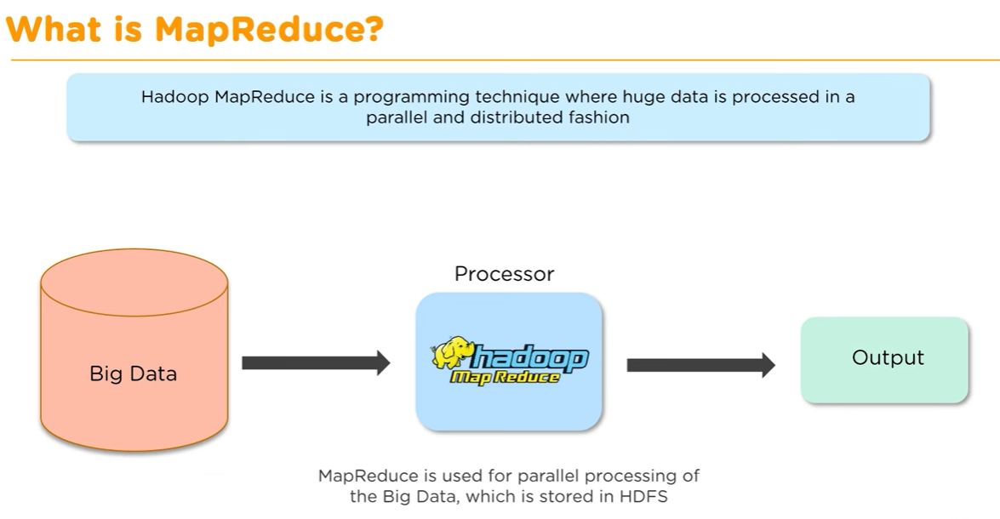 What is MapReduce?
Hadoop MapReduce is a programming technique where huge data is processed in a
parallel and distributed fashion
Processor
Big Data
hadoop
Map Reduce
Output
MapReduce is used for parallel processing of
the Big Data, which is stored in HDFS